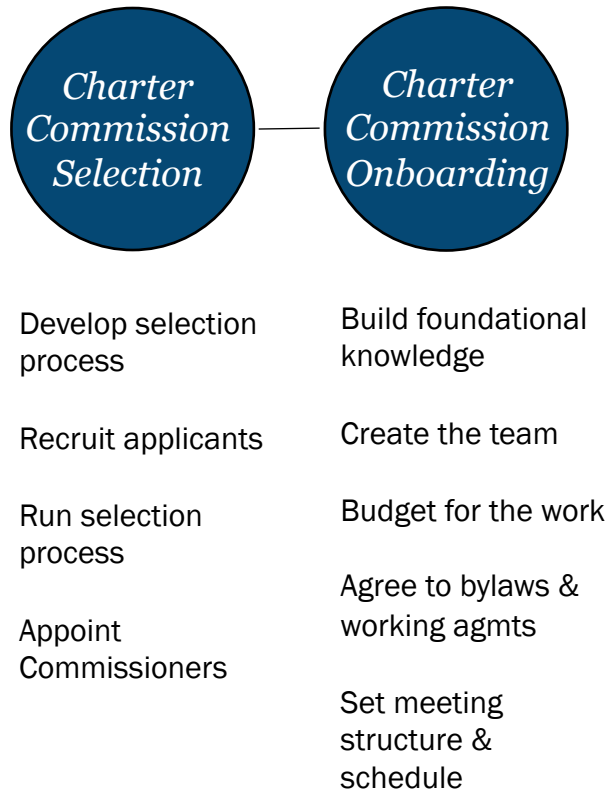 Charter
Commission
Selection
Charter
Commission
Onboarding
Develop selection
process
Recruit applicants
Run selection
process
Appoint
Commissioners
Build foundational
knowledge
Create the team
Budget for the work
Agree to bylaws &
working agmts
Set meeting
structure &
schedule